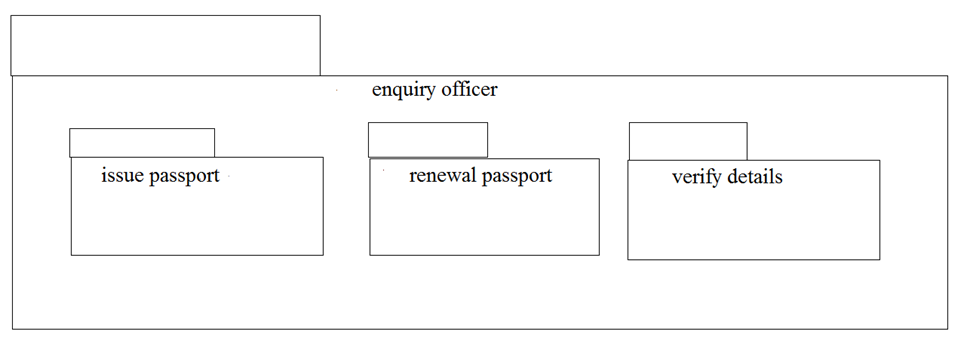 enquiry officer
issue passport
renewal passport
verify details